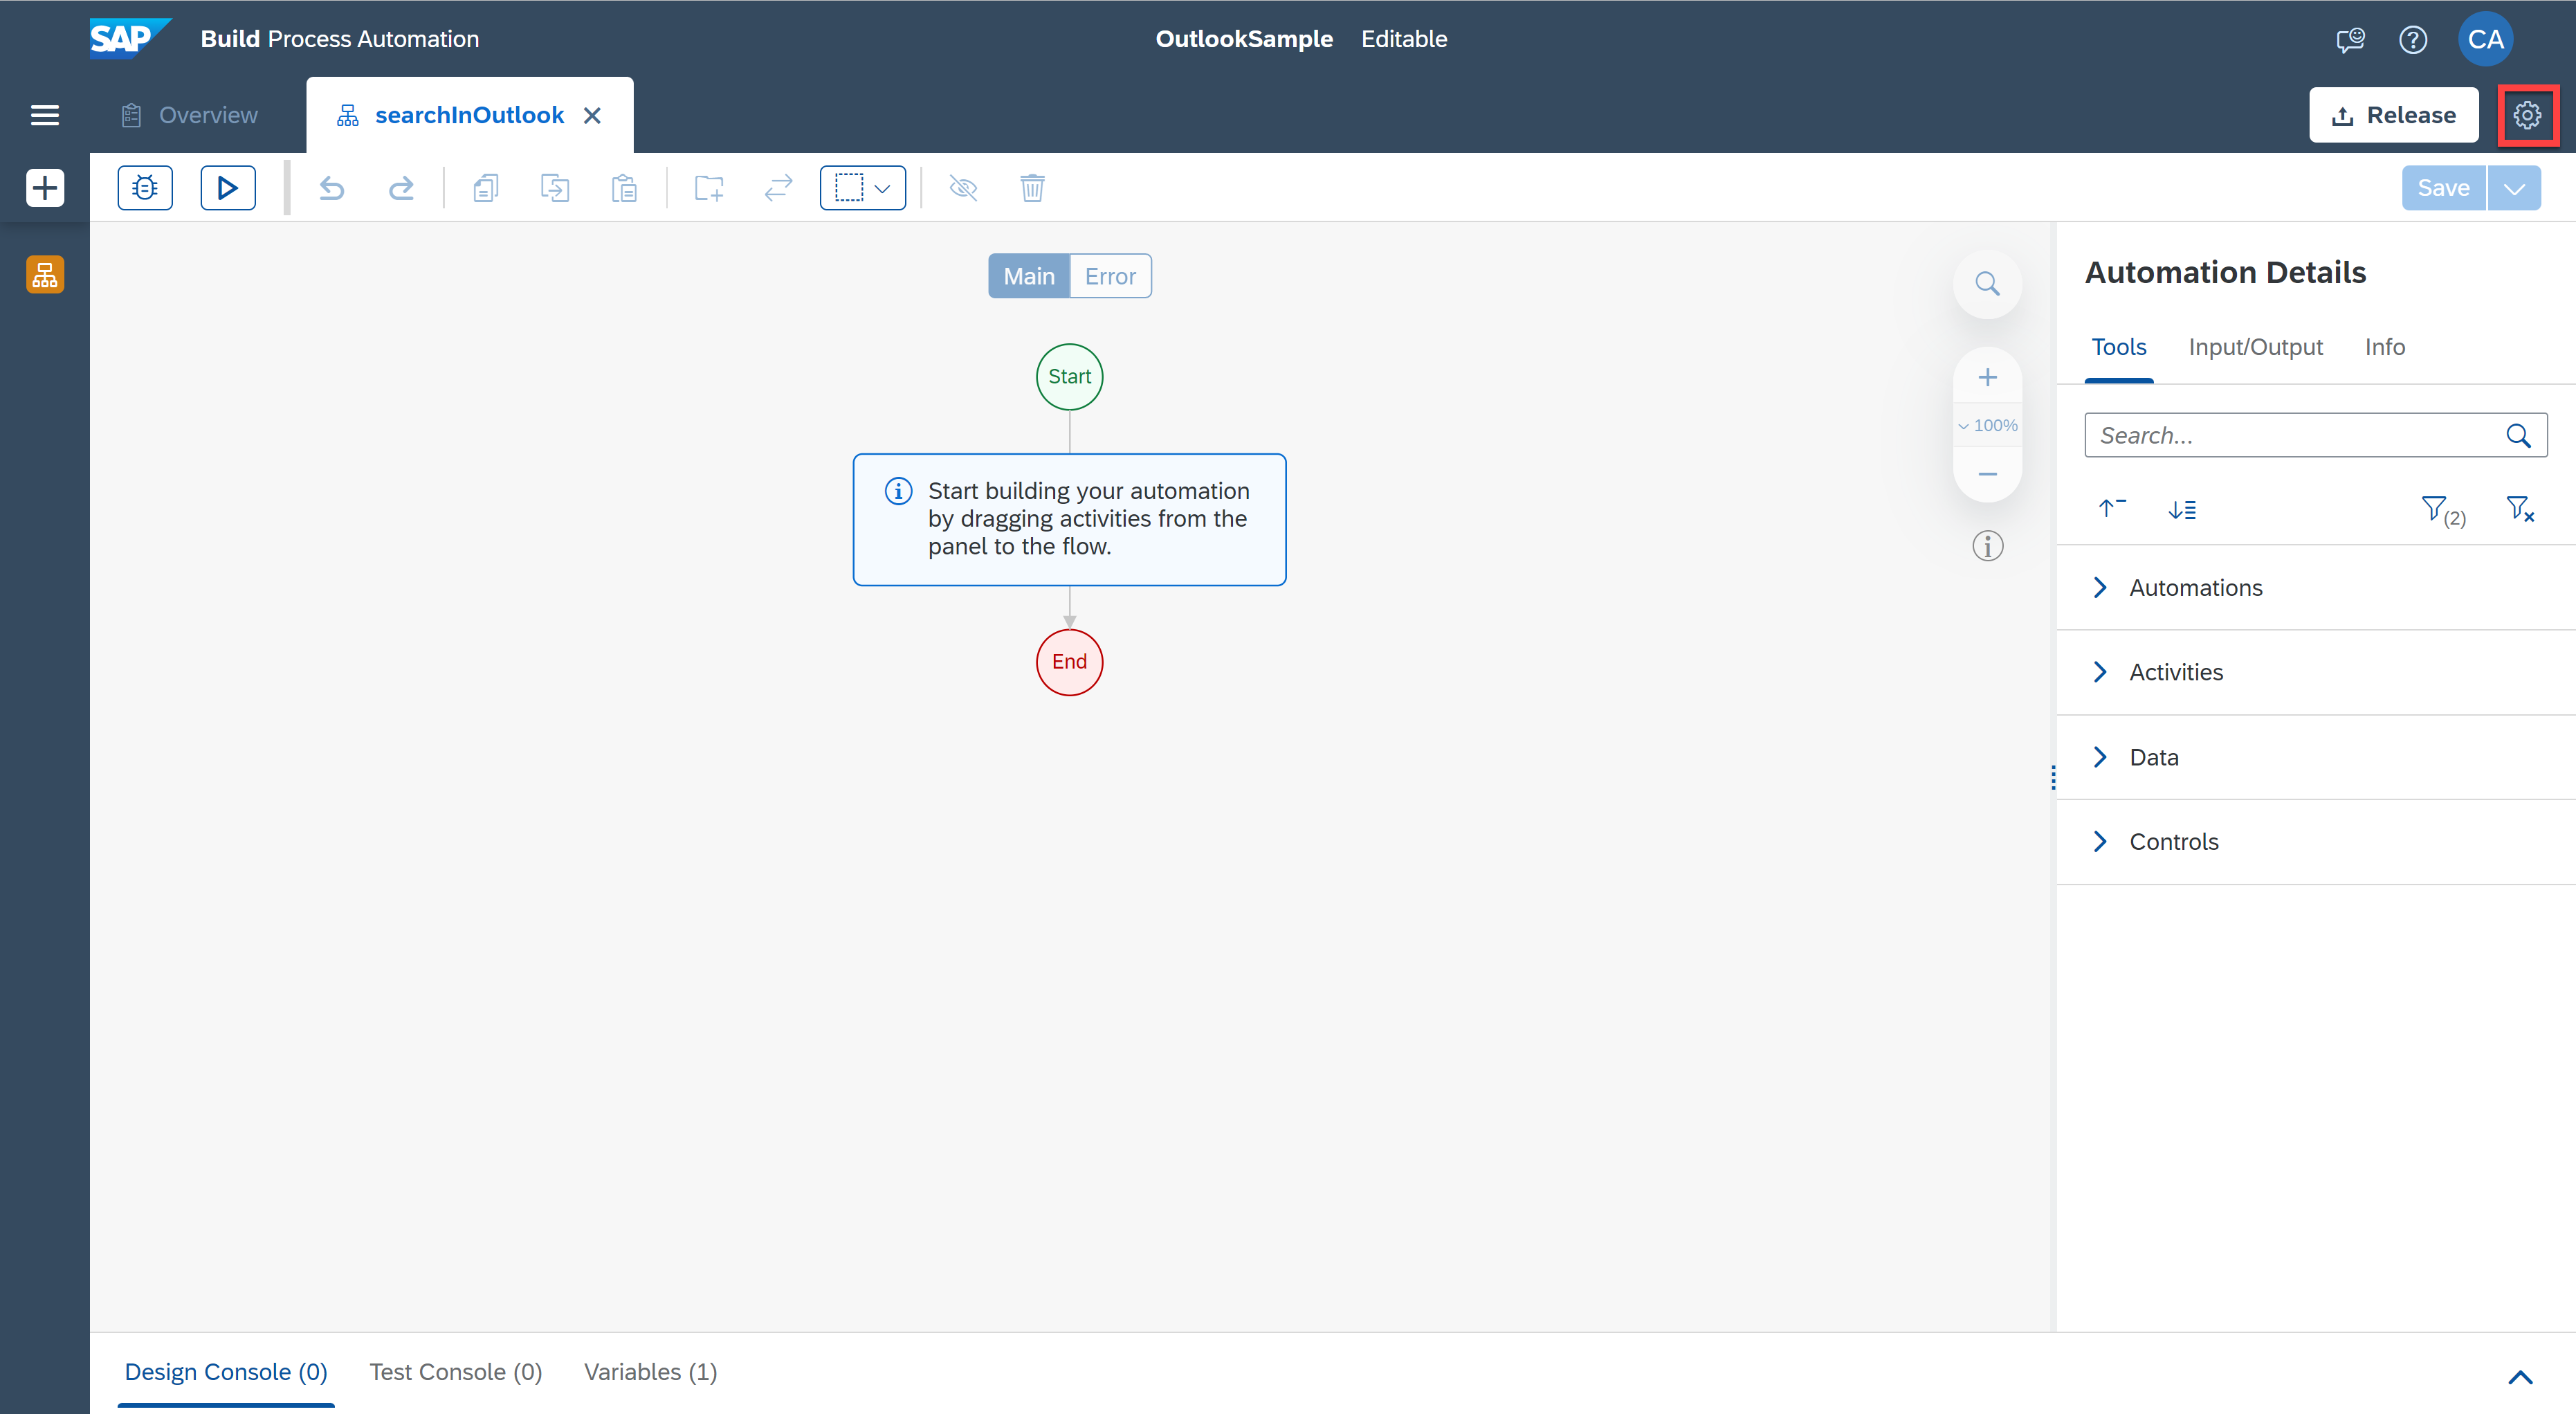 SAP Build Process Automation OutlookSample Editable CA
Overview searchInOutlook Release
Save
Main Error
Automation Details
Tools Input/Output Info
Start
Search...
100%
Start building your automation
by dragging activities from the
panel to the flow.
(2)
Automations
End
Activities
Data
Controls
Design Console (0) Test Console (0) Variables (1)